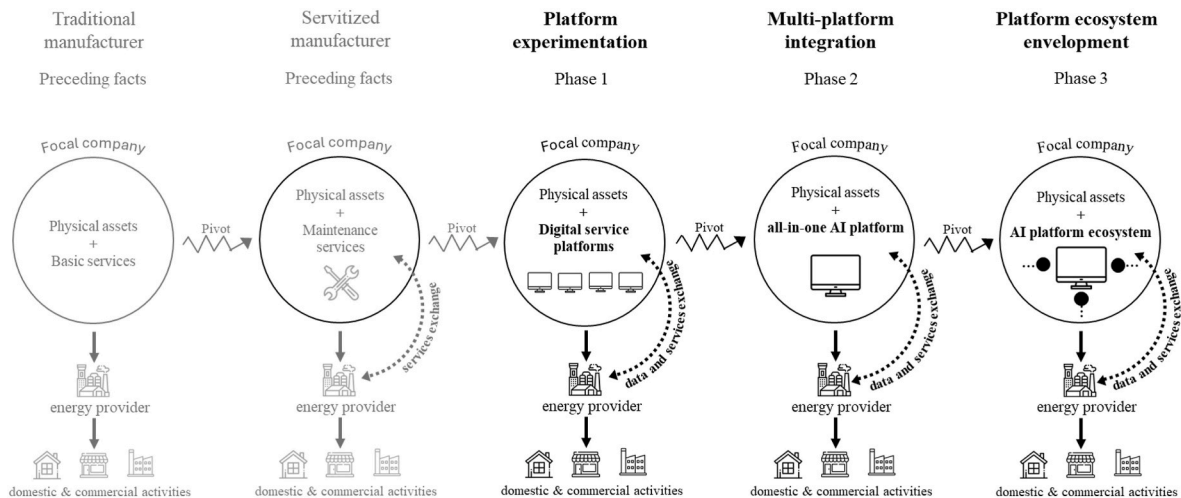 Traditional
manufacturer
Preceding facts
Focal company
Physical assets
+
Basic services
energy provider
domestic & commercial activities
Pivot
Servitized
manufacturer
Preceding facts
Focal company
Physical assets
+
Maintenance
services
services exchange
energy provider
domestic & commercial activities
Pivot
Platform
experimentation
Phase 1
Focal company
Physical assets
+
Digital service
platforms
data and services exchange
energy provider
domestic & commercial activities
Pivot
Multi-platform
integration
Phase 2
Focal company
Physical assets
+
all-in-one AI platform
data and services exchange
energy provider
domestic & commercial activities
Pivot
Platform ecosystem
envelopment
Phase 3
Focal company
Physical assets
+
AI platform ecosystem
data and services exchange
energy provider
domestic & commercial activities